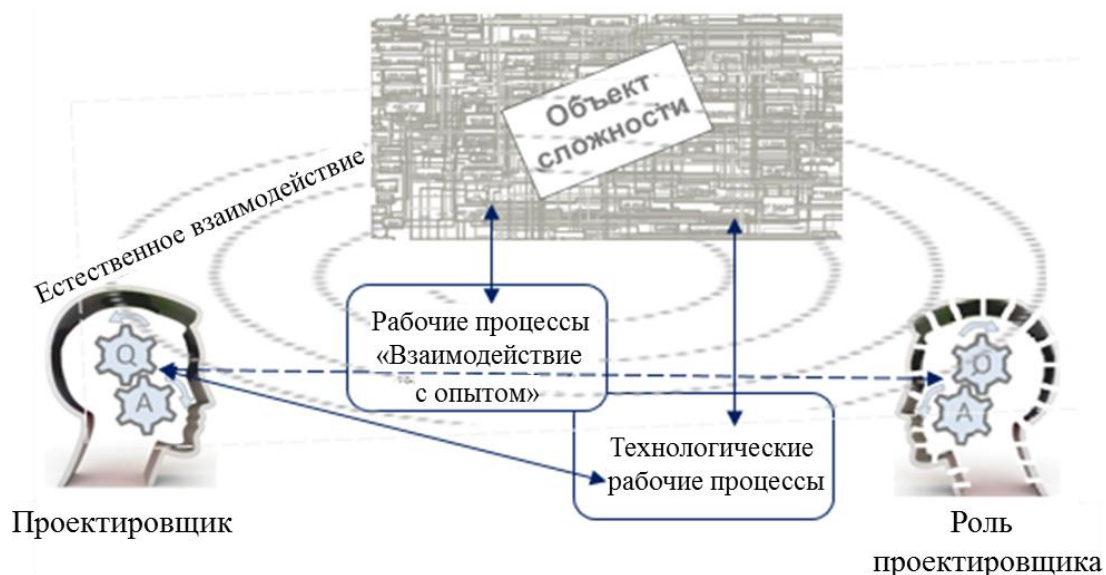 Объект
сложности
Естественное взаимодействие
Рабочие процессы
«Взаимодействие
с опытом»
Q
A
Q
A
Технологические
рабочие процессы
Проектировщик
Роль
проектировщика